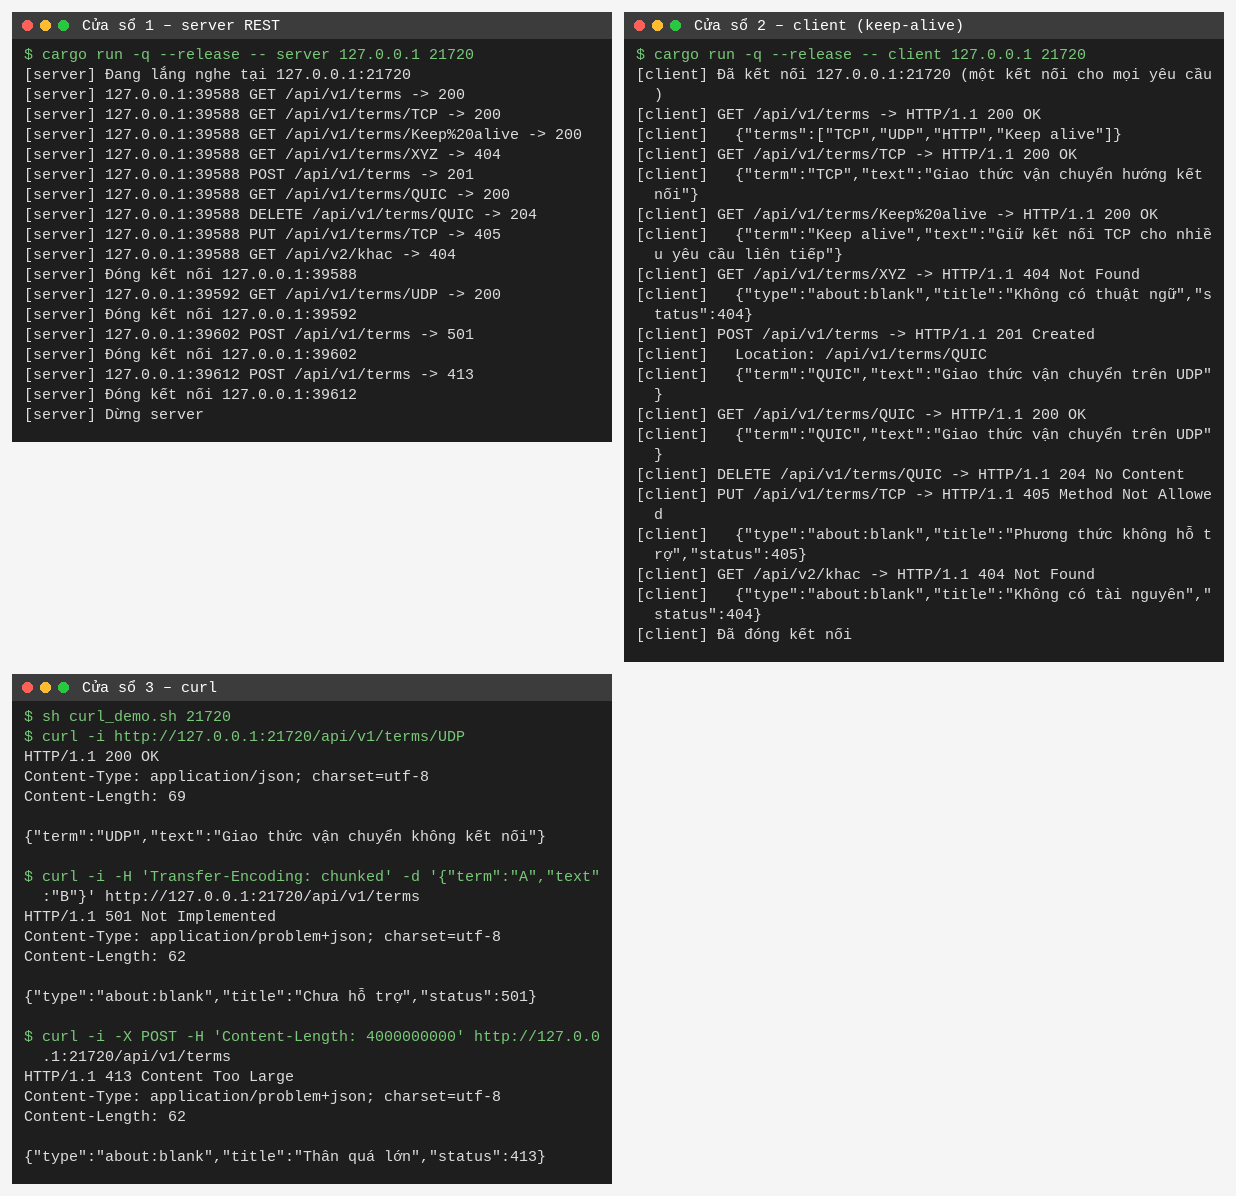 Cửa sổ 1 – server REST
$ cargo run -q --release -- server 127.0.0.1 21720
[server] Đang lắng nghe tại 127.0.0.1:21720
[server] 127.0.0.1:39588 GET /api/v1/terms -> 200
[server] 127.0.0.1:39588 GET /api/v1/terms/TCP -> 200
[server] 127.0.0.1:39588 GET /api/v1/terms/Keep%20alive -> 200
[server] 127.0.0.1:39588 GET /api/v1/terms/XYZ -> 404
[server] 127.0.0.1:39588 POST /api/v1/terms -> 201
[server] 127.0.0.1:39588 GET /api/v1/terms/QUIC -> 200
[server] 127.0.0.1:39588 DELETE /api/v1/terms/QUIC -> 204
[server] 127.0.0.1:39588 PUT /api/v1/terms/TCP -> 405
[server] 127.0.0.1:39588 GET /api/v2/khac -> 404
[server] Đóng kết nối 127.0.0.1:39588
[server] 127.0.0.1:39592 GET /api/v1/terms/UDP -> 200
[server] Đóng kết nối 127.0.0.1:39592
[server] 127.0.0.1:39602 POST /api/v1/terms -> 501
[server] Đóng kết nối 127.0.0.1:39602
[server] 127.0.0.1:39612 POST /api/v1/terms -> 413
[server] Đóng kết nối 127.0.0.1:39612
[server] Dừng server
Cửa sổ 2 – client (keep-alive)
$ cargo run -q --release -- client 127.0.0.1 21720
[client] Đã kết nối 127.0.0.1:21720 (một kết nối cho mọi yêu cầu
)
[client] GET /api/v1/terms -> HTTP/1.1 200 OK
[client]   {"terms":["TCP","UDP","HTTP","Keep alive"]}
[client] GET /api/v1/terms/TCP -> HTTP/1.1 200 OK
[client]   {"term":"TCP","text":"Giao thức vận chuyển hướng kết
nối"}
[client] GET /api/v1/terms/Keep%20alive -> HTTP/1.1 200 OK
[client]   {"term":"Keep alive","text":"Giữ kết nối TCP cho nhiề
u yêu cầu liên tiếp"}
[client] GET /api/v1/terms/XYZ -> HTTP/1.1 404 Not Found
[client]   {"type":"about:blank","title":"Không có thuật ngữ","s
tatus":404}
[client] POST /api/v1/terms -> HTTP/1.1 201 Created
[client]   Location: /api/v1/terms/QUIC
[client]   {"term":"QUIC","text":"Giao thức vận chuyển trên UDP"
}
[client] GET /api/v1/terms/QUIC -> HTTP/1.1 200 OK
[client]   {"term":"QUIC","text":"Giao thức vận chuyển trên UDP"
}
[client] DELETE /api/v1/terms/QUIC -> HTTP/1.1 204 No Content
[client] PUT /api/v1/terms/TCP -> HTTP/1.1 405 Method Not Allowe
d
[client]   {"type":"about:blank","title":"Phương thức không hỗ t
rợ","status":405}
[client] GET /api/v2/khac -> HTTP/1.1 404 Not Found
[client]   {"type":"about:blank","title":"Không có tài nguyên","
status":404}
[client] Đã đóng kết nối
Cửa sổ 3 – curl
$ sh curl_demo.sh 21720
$ curl -i http://127.0.0.1:21720/api/v1/terms/UDP
HTTP/1.1 200 OK
Content-Type: application/json; charset=utf-8
Content-Length: 69
{"term":"UDP","text":"Giao thức vận chuyển không kết nối"}
$ curl -i -H 'Transfer-Encoding: chunked' -d '{"term":"A","text"
:"B"}' http://127.0.0.1:21720/api/v1/terms
HTTP/1.1 501 Not Implemented
Content-Type: application/problem+json; charset=utf-8
Content-Length: 62
{"type":"about:blank","title":"Chưa hỗ trợ","status":501}
$ curl -i -X POST -H 'Content-Length: 4000000000' http://127.0.0
.1:21720/api/v1/terms
HTTP/1.1 413 Content Too Large
Content-Type: application/problem+json; charset=utf-8
Content-Length: 62
{"type":"about:blank","title":"Thân quá lớn","status":413}